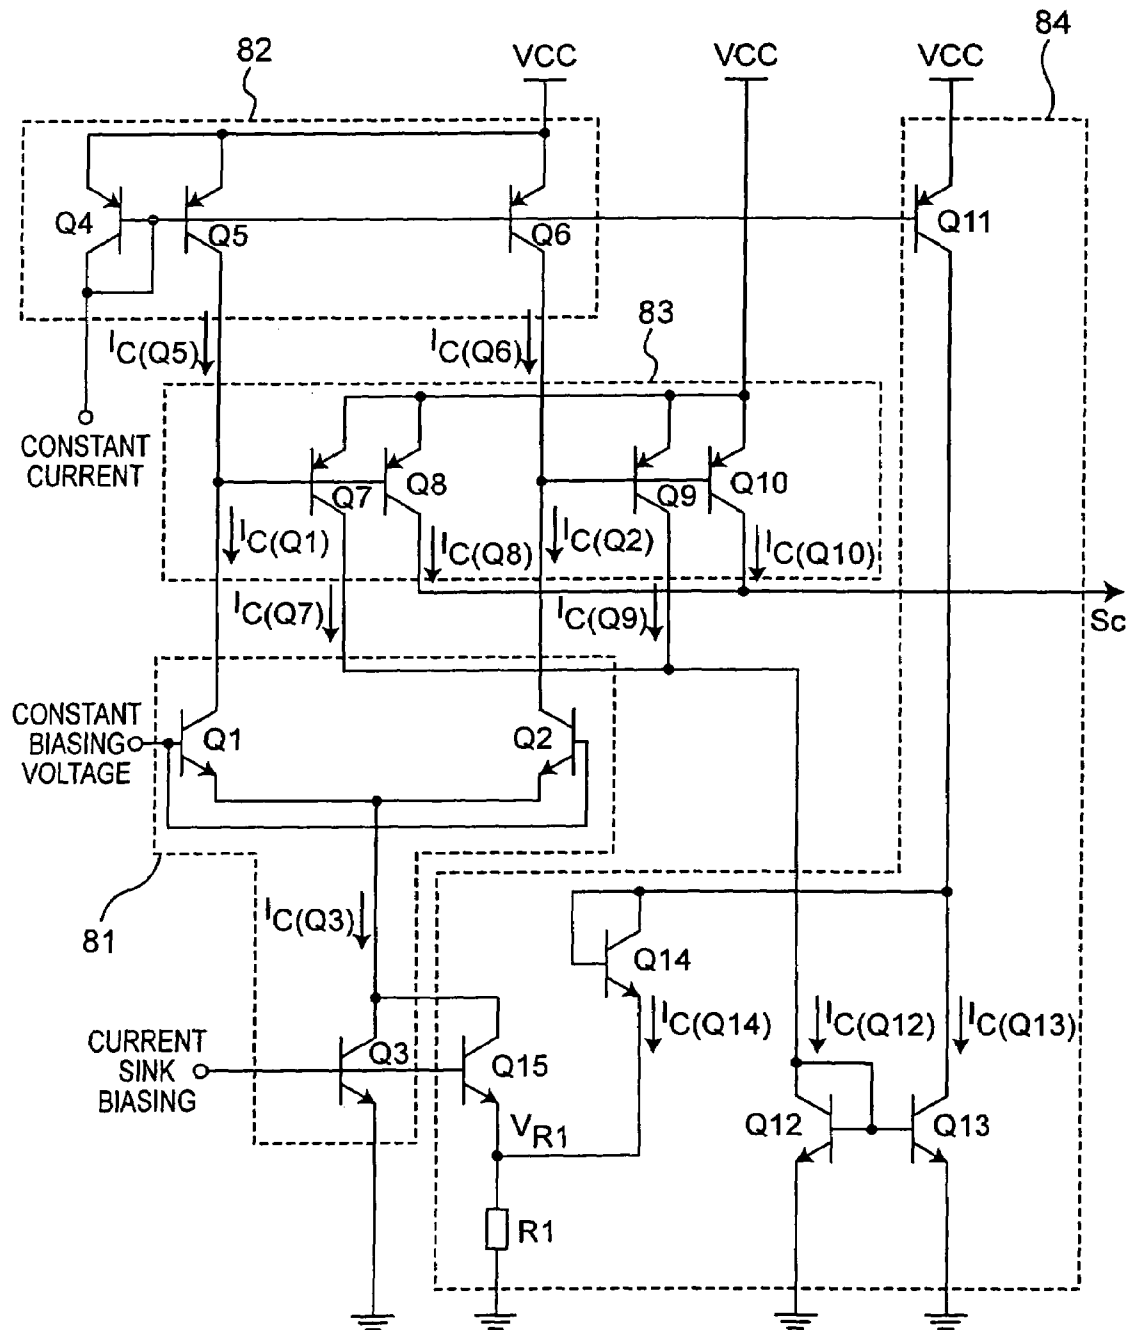 82
84
VCC
VCC
VCC
Q4
Q5
Q6
Q11
IC(Q5)
IC(Q6)
83
CONSTANT
CURRENT
Q7
Q8
Q9
Q10
IC(Q1)
IC(Q8)
IC(Q2)
IC(Q10)
IC(Q7)
IC(Q9)
Sc
CONSTANT
BIASING
VOLTAGE
Q1
Q2
81
IC(Q3)
Q14
IC(Q14)
IC(Q12)
IC(Q13)
CURRENT
SINK
BIASING
Q3
Q15
VR1
Q12
Q13
R1